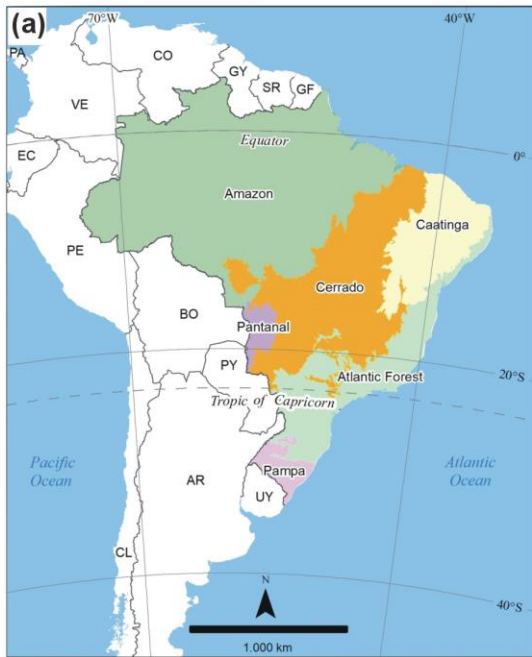 (a)
70°W
40°W
PA
CO
GY
SR
GF
VE
Equator
0°
EC
Amazon
Caatinga
PE
Cerrado
BO
Pantanal
PY
20°S
Atlantic Forest
Tropic of Capricorn
Pacific
Ocean
Atlantic
Ocean
Pampa
AR
UY
CL
N
40°S
1.000 km